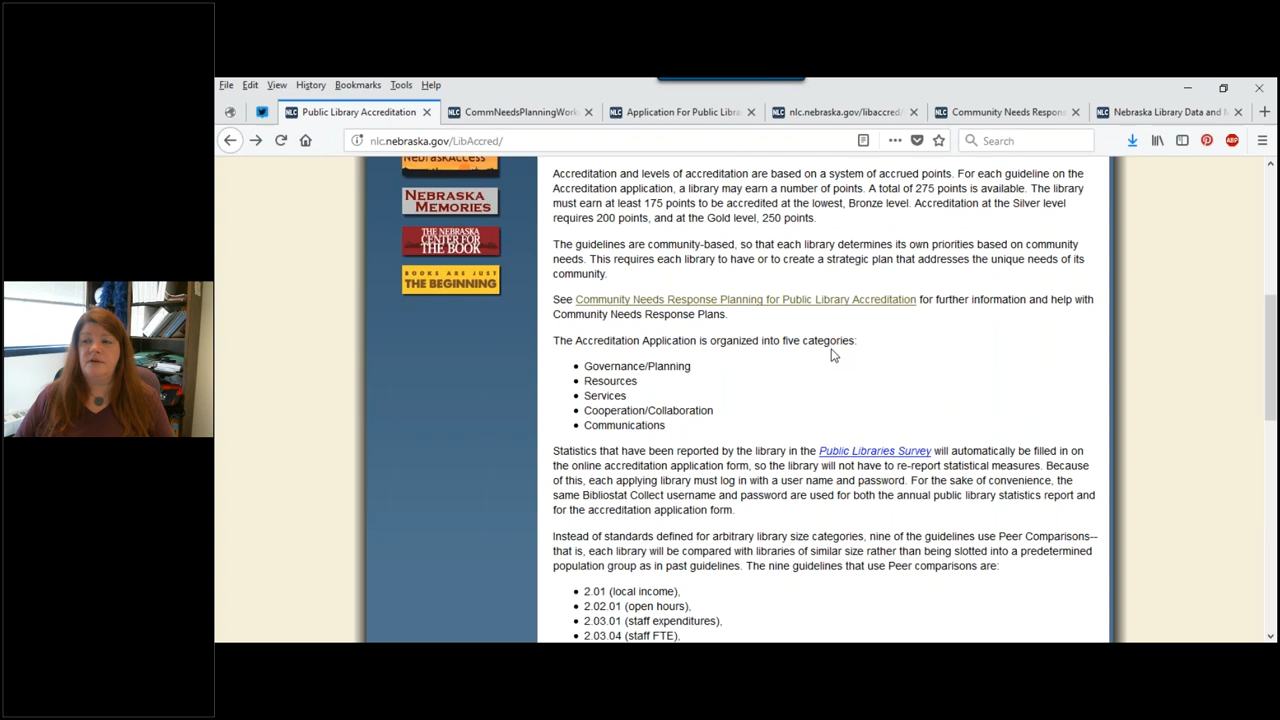 File Edit View History Bookmarks Tools Help
Public Library Accreditation
CommNeedsPlanningWork
Application For Public Librar
nlc.nebraska.gov/libaccred/
Community Needs Respons
Nebraska Library Data and M
nlc.nebraska.gov/LibAccred/
Search
ABP
NebraskAccess
NEBRASKA
MEMORIES
THE NEBRASKA
CENTER FOR
THE BOOK
BOOKS ARE JUST
THE BEGINNING
Accreditation and levels of accreditation are based on a system of accrued points. For each guideline on the
Accreditation application, a library may earn a number of points. A total of 275 points is available. The library
must earn at least 175 points to be accredited at the lowest, Bronze level. Accreditation at the Silver level
requires 200 points, and at the Gold level, 250 points.
The guidelines are community-based, so that each library determines its own priorities based on community
needs. This requires each library to have or to create a strategic plan that addresses the unique needs of its
community.
See Community Needs Response Planning for Public Library Accreditation for further information and help with
Community Needs Response Plans.
The Accreditation Application is organized into five categories:
Governance/Planning
Resources
Services
Cooperation/Collaboration
Communications
Statistics that have been reported by the library in the Public Libraries Survey will automatically be filled in on
the online accreditation application form, so the library will not have to re-report statistical measures. Because
of this, each applying library must log in with a user name and password. For the sake of convenience, the
same Bibliostat Collect username and password are used for both the annual public library statistics report and
for the accreditation application form.
Instead of standards defined for arbitrary library size categories, nine of the guidelines use Peer Comparisons--
that is, each library will be compared with libraries of similar size rather than being slotted into a predetermined
population group as in past guidelines. The nine guidelines that use Peer comparisons are:
2.01 (local income),
2.02.01 (open hours),
2.03.01 (staff expenditures),
2.03.04 (staff FTE),